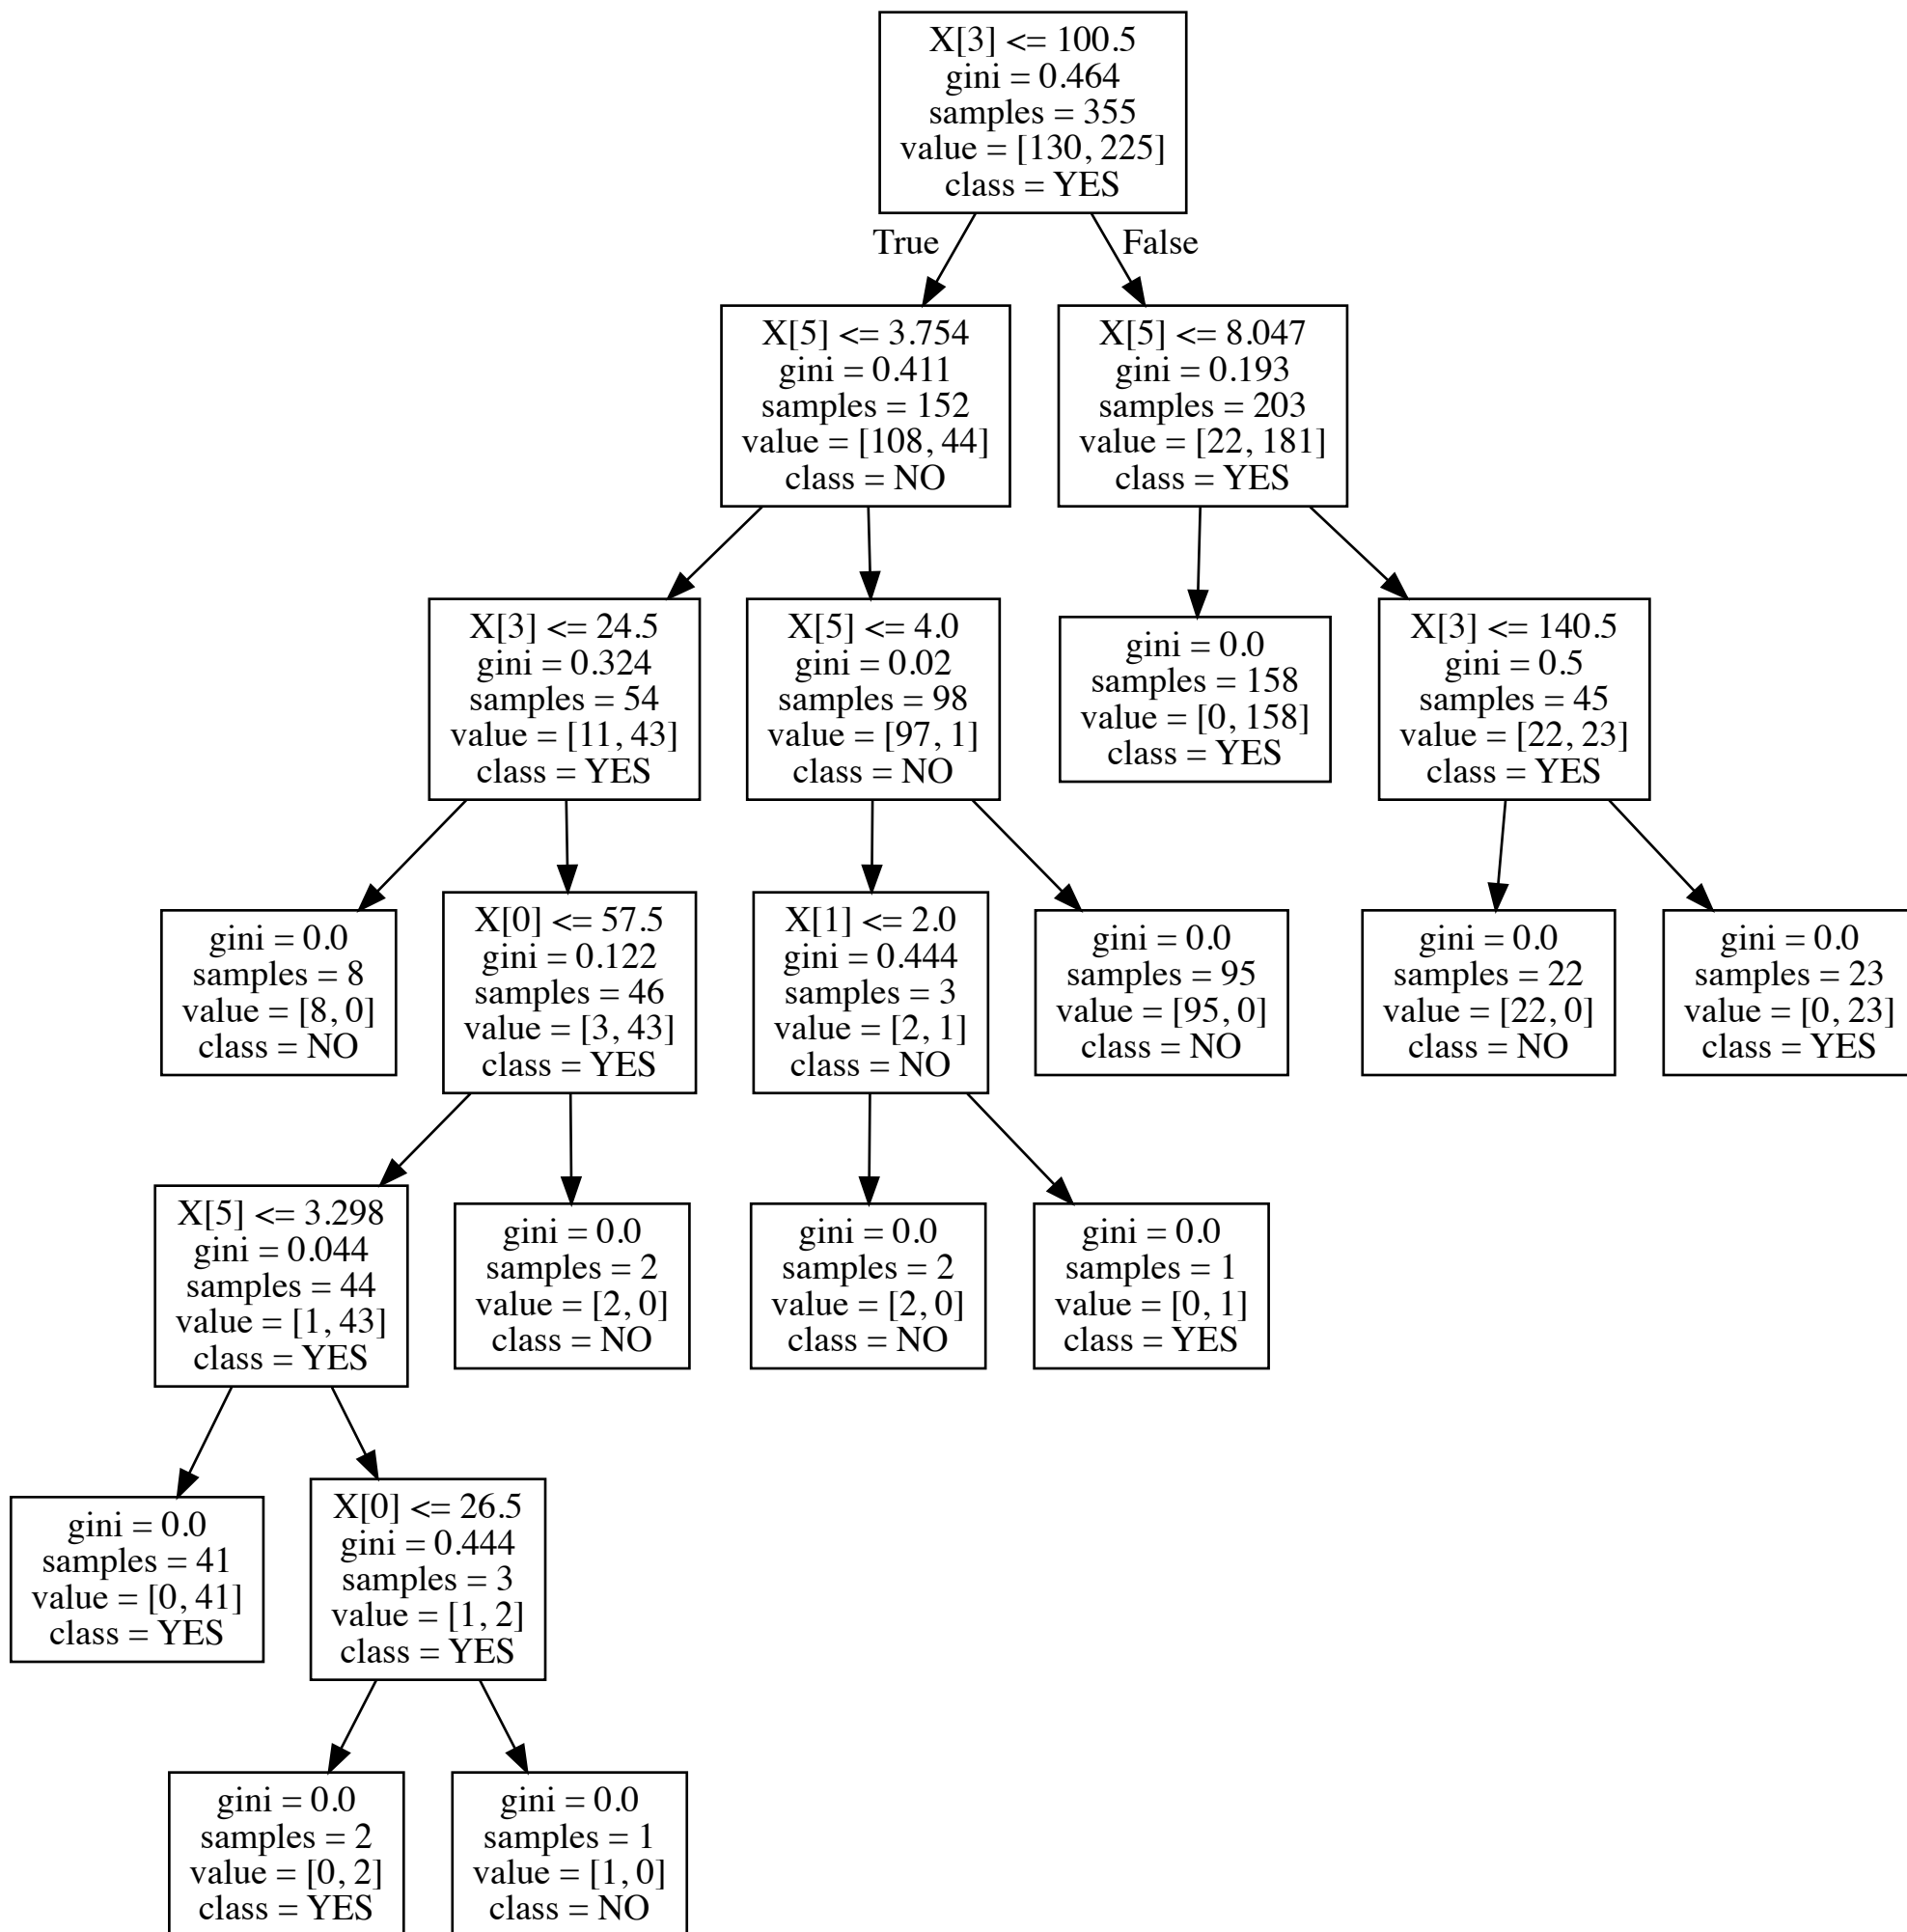 X[3] <= 100.5
gini = 0.464
samples = 355
value = [130, 225]
class = YES
True
False
X[5] <= 3.754
gini = 0.411
samples = 152
value = [108, 44]
class = NO
X[5] <= 8.047
gini = 0.193
samples = 203
value = [22, 181]
class = YES
X[3] <= 24.5
gini = 0.324
samples = 54
value = [11, 43]
class = YES
X[5] <= 4.0
gini = 0.02
samples = 98
value = [97, 1]
class = NO
gini = 0.0
samples = 158
value = [0, 158]
class = YES
X[3] <= 140.5
gini = 0.5
samples = 45
value = [22, 23]
class = YES
gini = 0.0
samples = 8
value = [8, 0]
class = NO
X[0] <= 57.5
gini = 0.122
samples = 46
value = [3, 43]
class = YES
X[1] <= 2.0
gini = 0.444
samples = 3
value = [2, 1]
class = NO
gini = 0.0
samples = 95
value = [95, 0]
class = NO
gini = 0.0
samples = 22
value = [22, 0]
class = NO
gini = 0.0
samples = 23
value = [0, 23]
class = YES
X[5] <= 3.298
gini = 0.044
samples = 44
value = [1, 43]
class = YES
gini = 0.0
samples = 2
value = [2, 0]
class = NO
gini = 0.0
samples = 2
value = [2, 0]
class = NO
gini = 0.0
samples = 1
value = [0, 1]
class = YES
gini = 0.0
samples = 41
value = [0, 41]
class = YES
X[0] <= 26.5
gini = 0.444
samples = 3
value = [1, 2]
class = YES
gini = 0.0
samples = 2
value = [0, 2]
class = YES
gini = 0.0
samples = 1
value = [1, 0]
class = NO